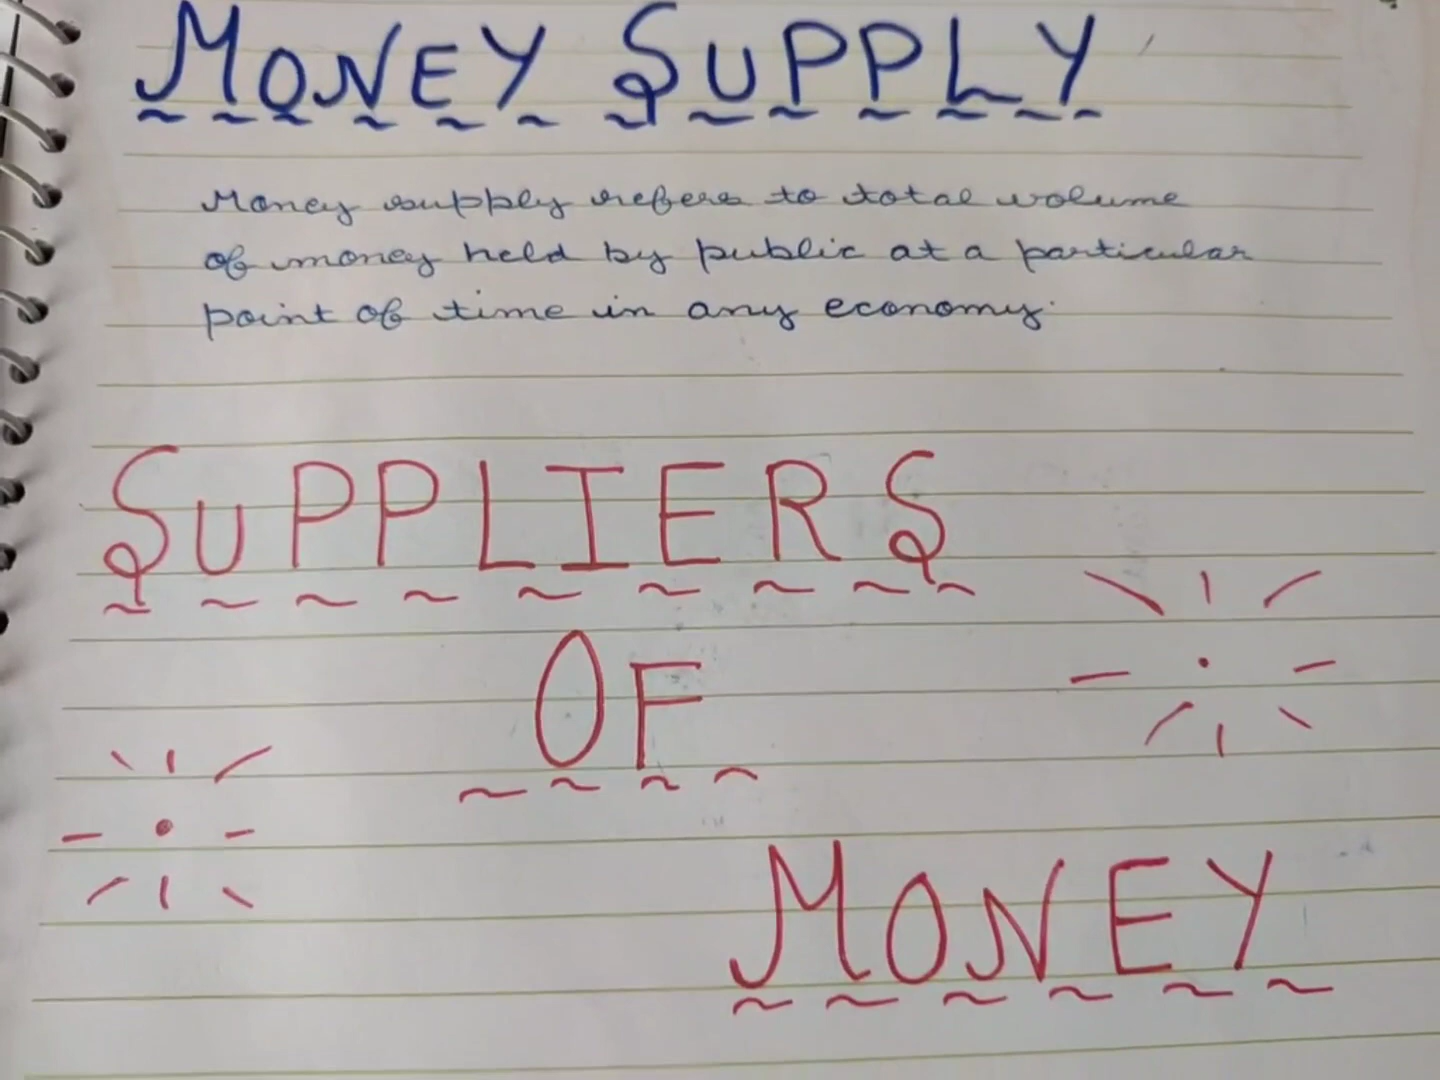 MONEY SUPPLY
Money supply refers to total volume
of money held by public at a particular
point of time in any economy.
SUPPLIERS
OF
MONEY